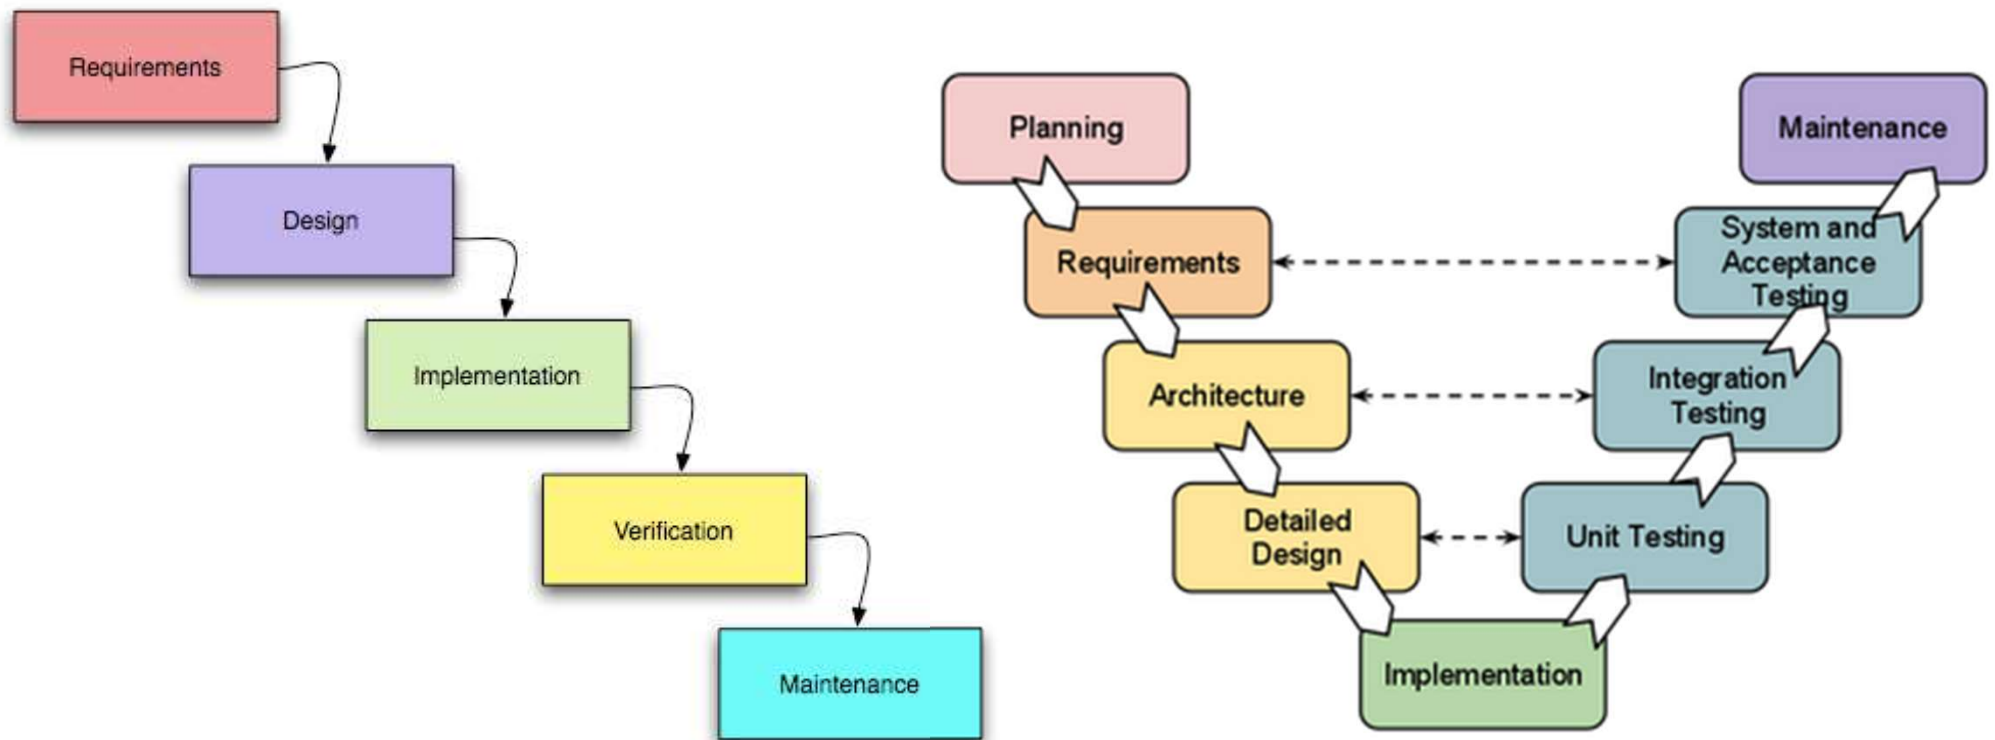 Requirements
Design
Implementation
Verification
Maintenance
Planning
Requirements
Architecture
Detailed
Design
Implementation
Unit Testing
Integration
Testing
System and
Acceptance
Testing
Maintenance